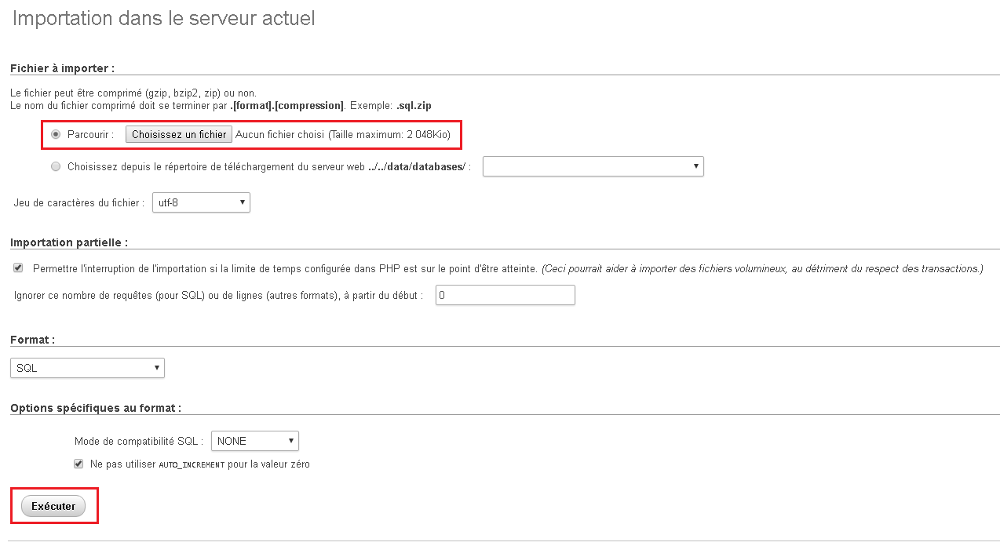 Importation dans le serveur actuel
Fichier à importer :
Le fichier peut être comprimé (gzip, bzip2, zip) ou non.
Le nom du fichier comprimé doit se terminer par .[format].[compression]. Exemple: .sql.zip
Parcourir : Choisissez un fichier Aucun fichier choisi (Taille maximum: 2 048Kio)
Choisissez depuis le répertoire de téléchargement du serveur web ../../data/databases/ :
Jeu de caractères du fichier : utf-8
Importation partielle :
Permettre l'interruption de l'importation si la limite de temps configurée dans PHP est sur le point d'être atteinte. (Ceci pourrait aider à importer des fichiers volumineux, au détriment du respect des transactions.)
Ignorer ce nombre de requêtes (pour SQL) ou de lignes (autres formats), à partir du début : 0
Format :
SQL
Options spécifiques au format :
Mode de compatibilité SQL : NONE
Ne pas utiliser AUTO_INCREMENT pour la valeur zéro
Exécuter